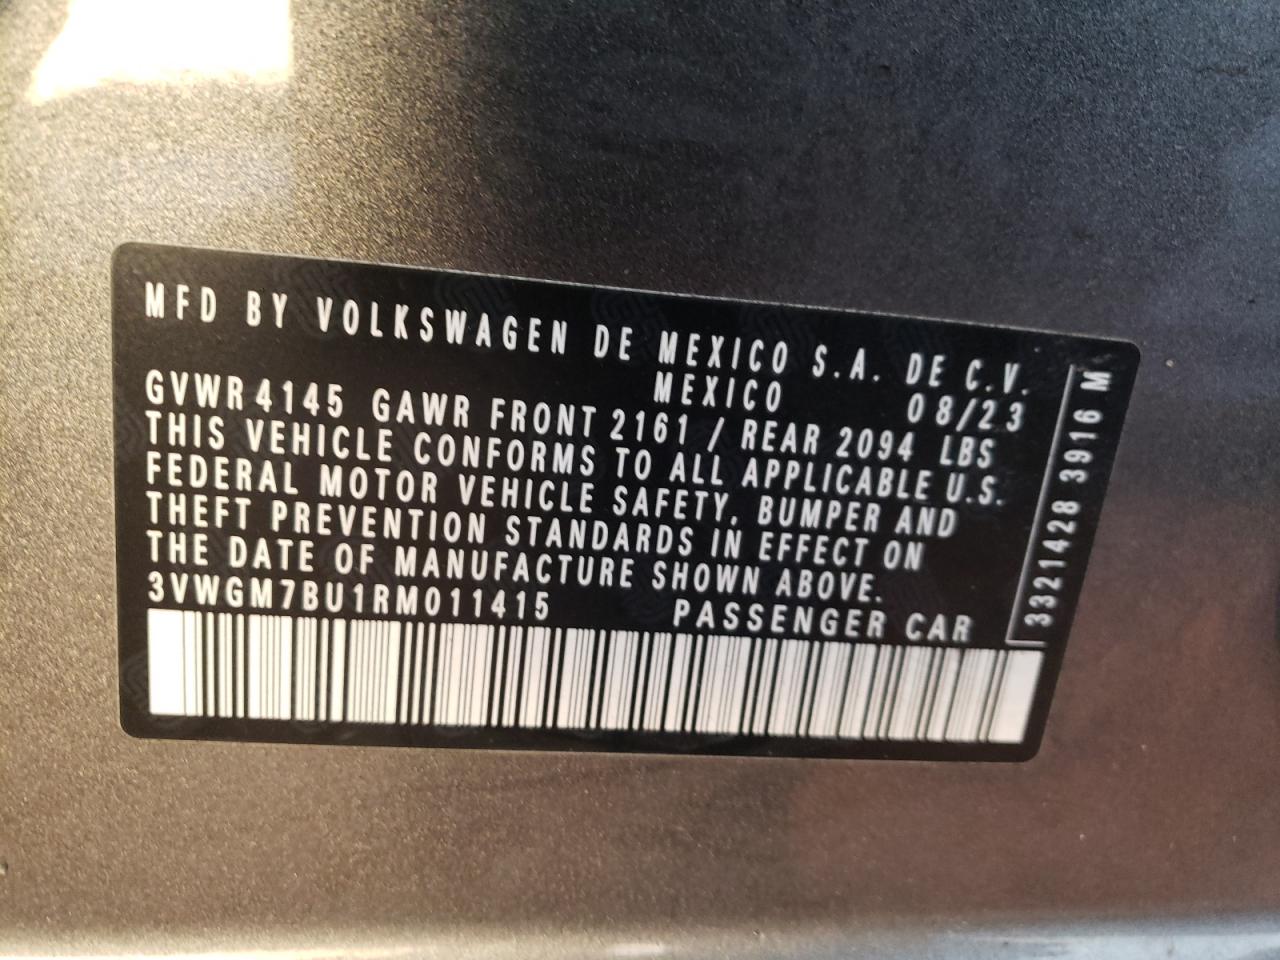 MFD BY VOLKSWAGEN DE MEXICO S.A. DE C.V.
MEXICO 08/23
GVWR 4145 GAWR FRONT 2161 / REAR 2094 LBS
THIS VEHICLE CONFORMS TO ALL APPLICABLE U.S.
FEDERAL MOTOR VEHICLE SAFETY, BUMPER AND
THEFT PREVENTION STANDARDS IN EFFECT ON
THE DATE OF MANUFACTURE SHOWN ABOVE.
3VWGM7BU1RM011415 PASSENGER CAR
3321428 3916 M